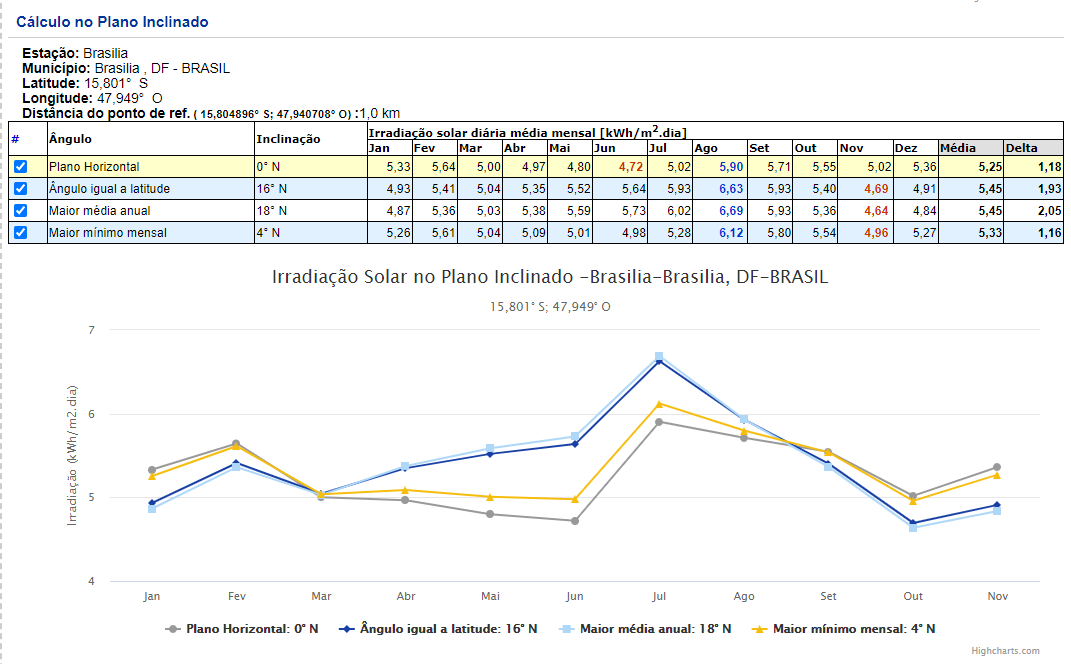 Cálculo no Plano Inclinado
Estação: Brasilia
Município: Brasilia , DF - BRASIL
Latitude: 15,801° S
Longitude: 47,949° O
Distância do ponto de ref. ( 15,804896° S; 47,940708° O) :1,0 km
# Ângulo Inclinação Irradiação solar diária média mensal [kWh/m2.dia]
Jan Fev Mar Abr Mai Jun Jul Ago Set Out Nov Dez Média Delta
Plano Horizontal 0° N 5,33 5,64 5,00 4,97 4,80 4,72 5,02 5,90 5,71 5,55 5,02 5,36 5,25 1,18
Ângulo igual a latitude 16° N 4,93 5,41 5,04 5,35 5,52 5,64 5,93 6,63 5,93 5,40 4,69 4,91 5,45 1,93
Maior média anual 18° N 4,87 5,36 5,03 5,38 5,59 5,73 6,02 6,69 5,93 5,36 4,64 4,84 5,45 2,05
Maior mínimo mensal 4° N 5,26 5,61 5,04 5,09 5,01 4,98 5,28 6,12 5,80 5,54 4,96 5,27 5,33 1,16
Irradiação Solar no Plano Inclinado -Brasilia-Brasilia, DF-BRASIL
15,801° S; 47,949° O
Irradiação (kWh/m2.dia)
7
6
5
4
Jan Fev Mar Abr Mai Jun Jul Ago Set Out Nov
Plano Horizontal: 0° N Ângulo igual a latitude: 16° N Maior média anual: 18° N Maior mínimo mensal: 4° N
Highcharts.com